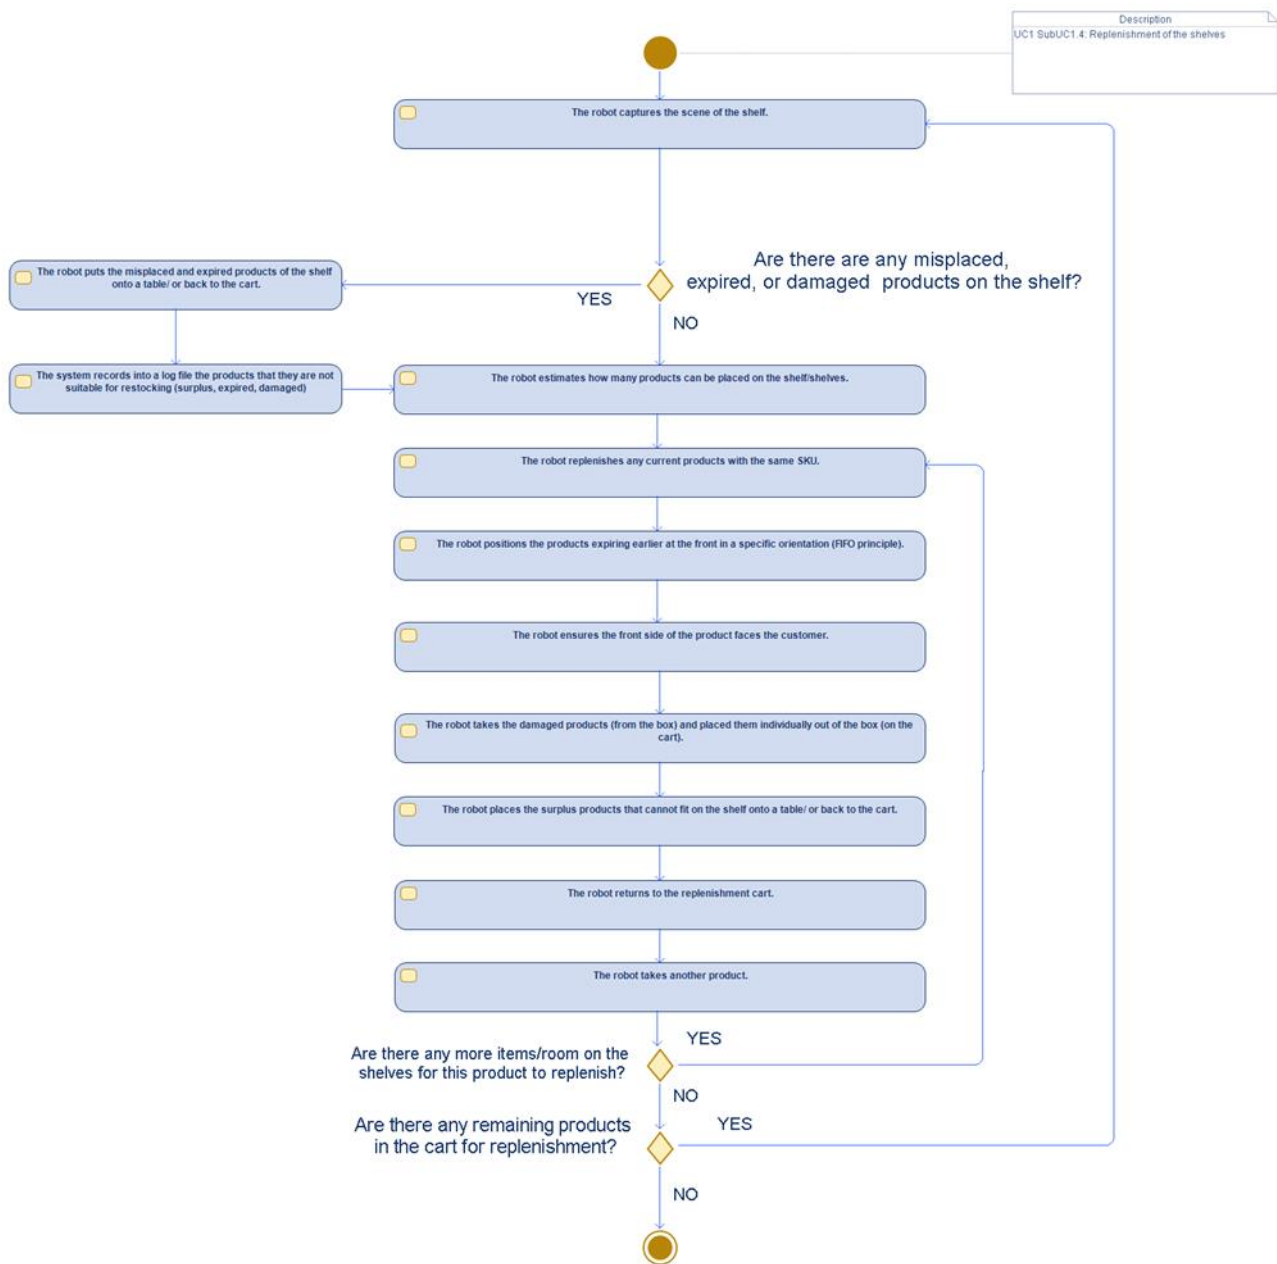 Description
UC1 SubUC1.4: Replenishment of the shelves
The robot captures the scene of the shelf.
Are there are any misplaced,
expired, or damaged products on the shelf?
YES
NO
The robot puts the misplaced and expired products of the shelf
onto a table/ or back to the cart.
The system records into a log file the products that they are not
suitable for restocking (surplus, expired, damaged)
The robot estimates how many products can be placed on the shelf/shelves.
The robot replenishes any current products with the same SKU.
The robot positions the products expiring earlier at the front in a specific orientation (FIFO principle).
The robot ensures the front side of the product faces the customer.
The robot takes the damaged products (from the box) and placed them individually out of the box (on the
cart).
The robot places the surplus products that cannot fit on the shelf onto a table/ or back to the cart.
The robot returns to the replenishment cart.
The robot takes another product.
Are there any more items/room on the
shelves for this product to replenish?
YES
NO
Are there any remaining products
in the cart for replenishment?
YES
NO